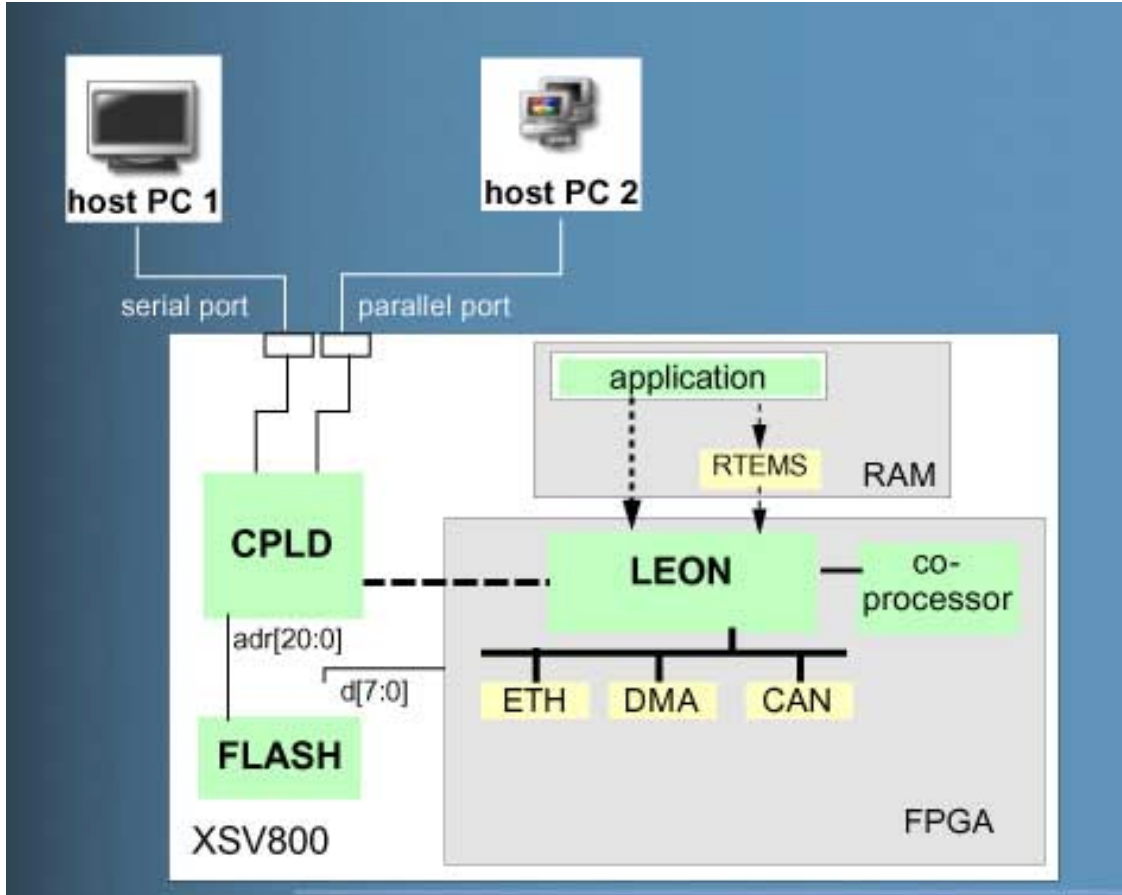 host PC 1
host PC 2
serial port
parallel port
application
RTEMS
RAM
CPLD
LEON
co-
processor
adr[20:0]
d[7:0]
ETH
DMA
CAN
FLASH
FPGA
XSV800